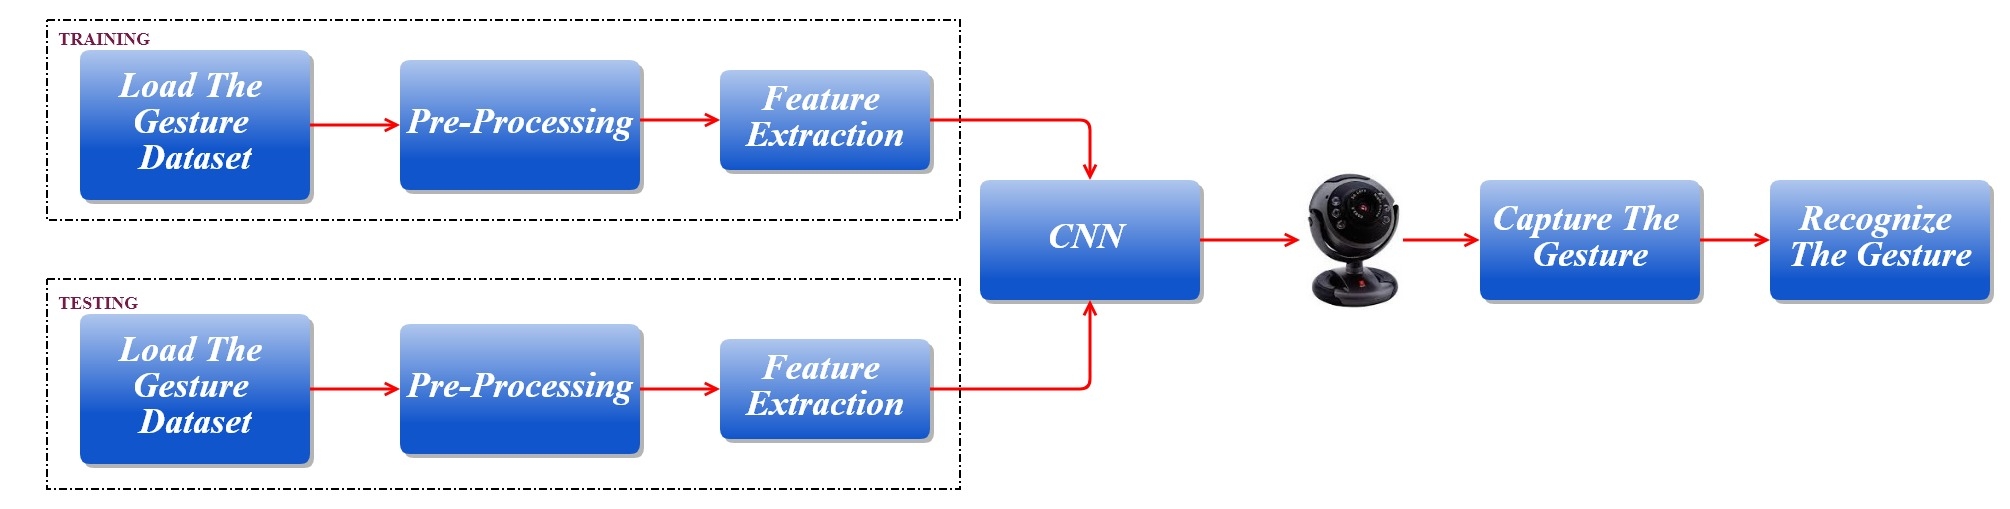 TRAINING
Load The
Gesture
Dataset
Pre-Processing
Feature
Extraction
CNN
Capture The
Gesture
Recognize
The Gesture
TESTING
Load The
Gesture
Dataset
Pre-Processing
Feature
Extraction